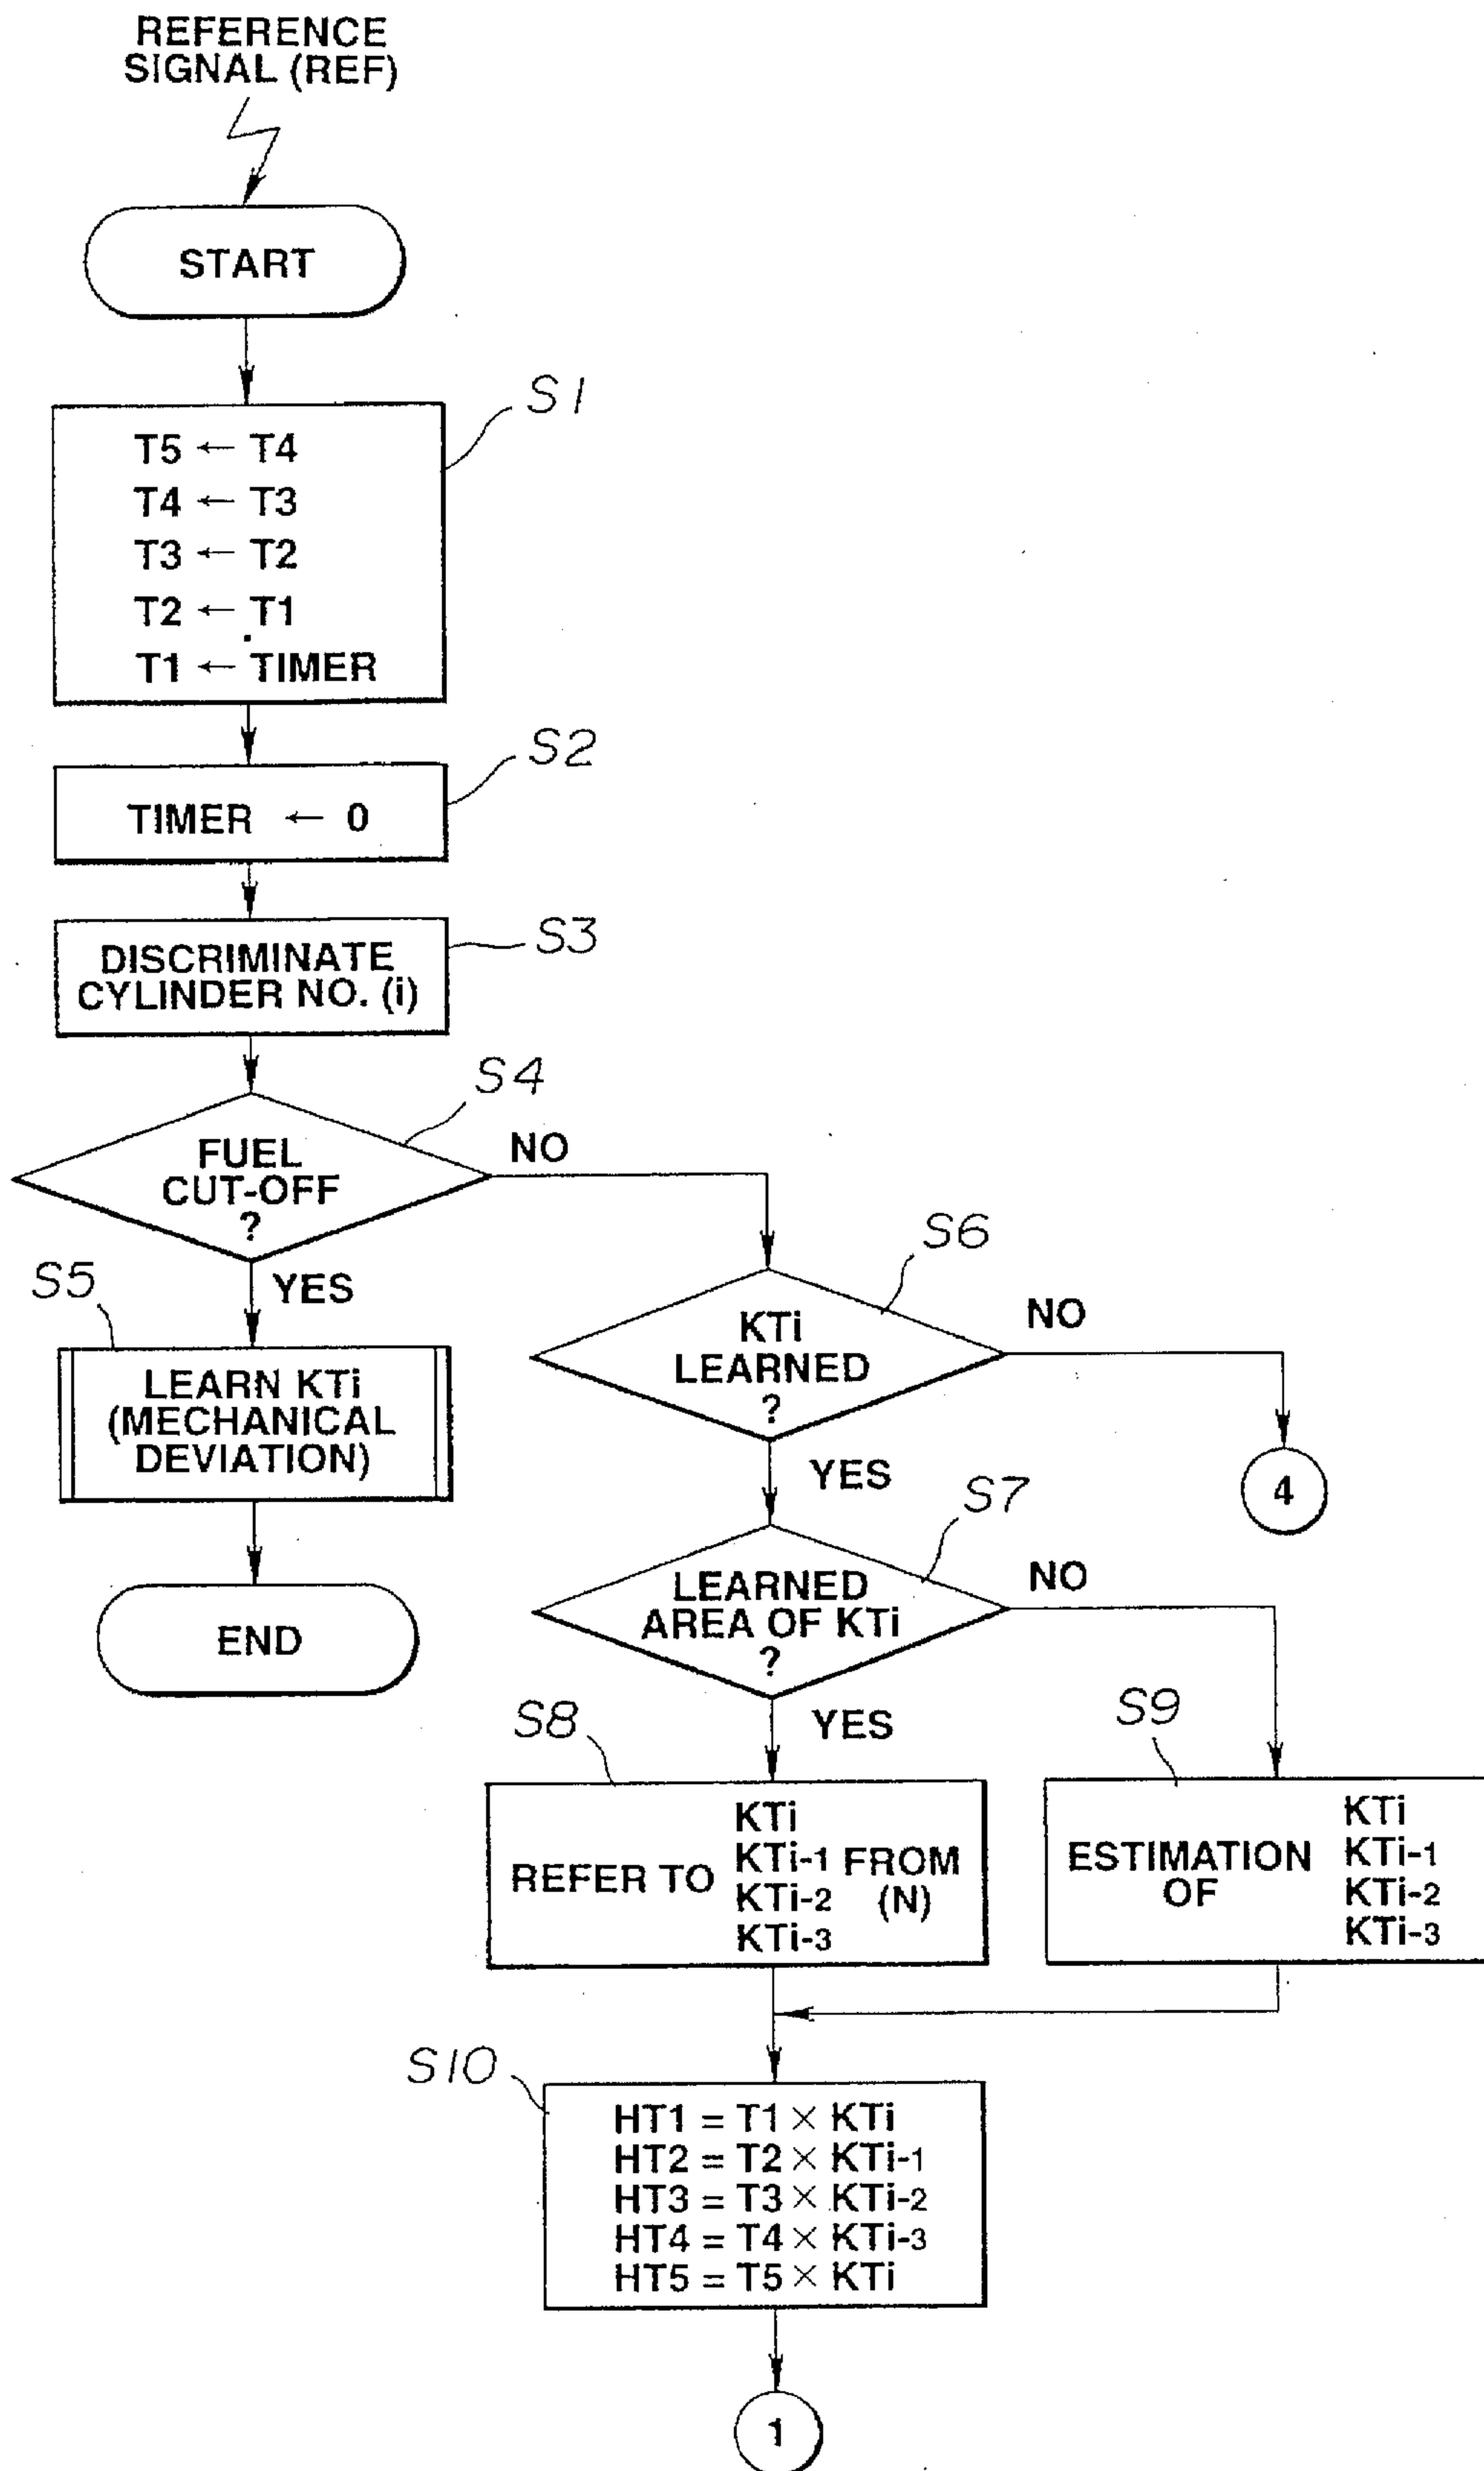 REFERENCE
SIGNAL (REF)
START
S1
T5 ← T4
T4 ← T3
T3 ← T2
T2 ← T1
T1 ← TIMER
S2
TIMER ← 0
S3
DISCRIMINATE
CYLINDER NO. (i)
S4
FUEL
CUT-OFF
?
NO
YES
S5
LEARN KTi
(MECHANICAL
DEVIATION)
END
S6
KTi
LEARNED
?
NO
4
YES
S7
LEARNED
AREA OF KTi
?
NO
YES
S8
REFER TO
KTi
KTi-1
KTi-2
KTi-3
FROM
(N)
S9
ESTIMATION
OF
KTi
KTi-1
KTi-2
KTi-3
S10
HT1 = T1 × KTi
HT2 = T2 × KTi-1
HT3 = T3 × KTi-2
HT4 = T4 × KTi-3
HT5 = T5 × KTi
1